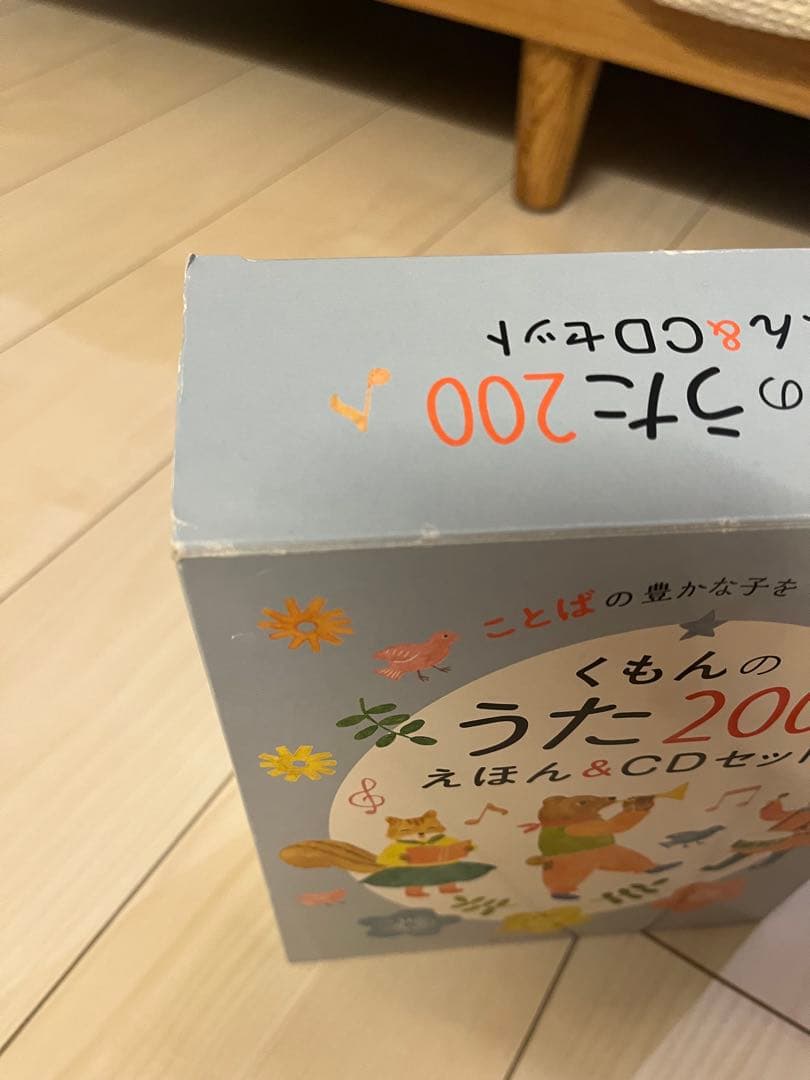 ん&CDセット
のうた200
ことばの豊かな子を
くもんの
うた200
えほん&CDセット